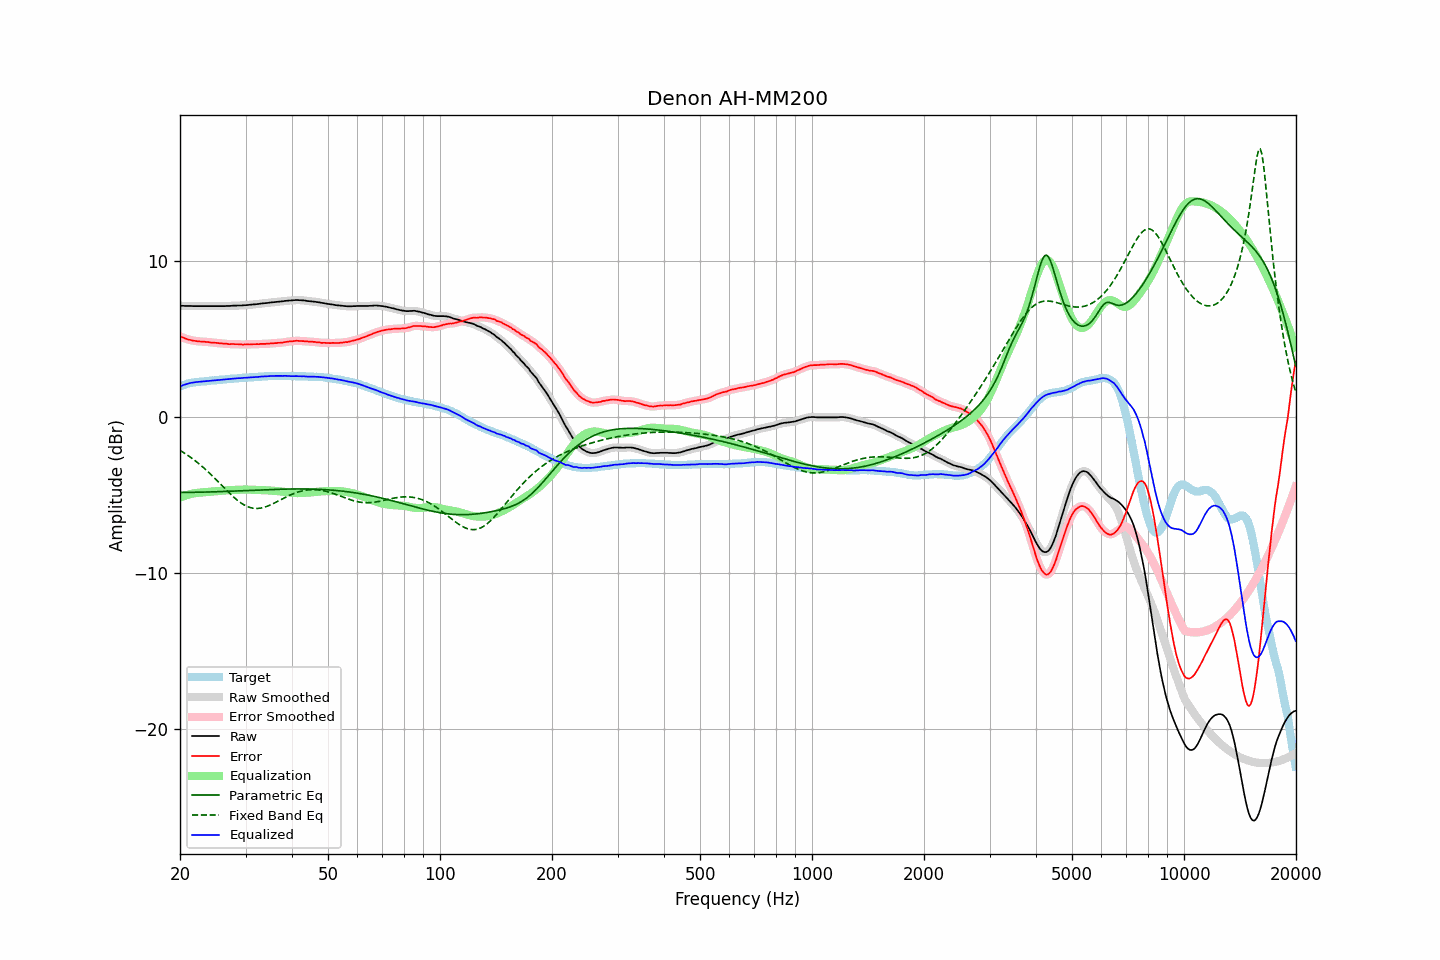 Denon AH-MM200
Amplitude (dBr)
10
0
−10
−20
Target
Raw Smoothed
Error Smoothed
Raw
Error
Equalization
Parametric Eq
Fixed Band Eq
Equalized
20 50 100 200 500 1000 2000 5000 10000 20000
Frequency (Hz)